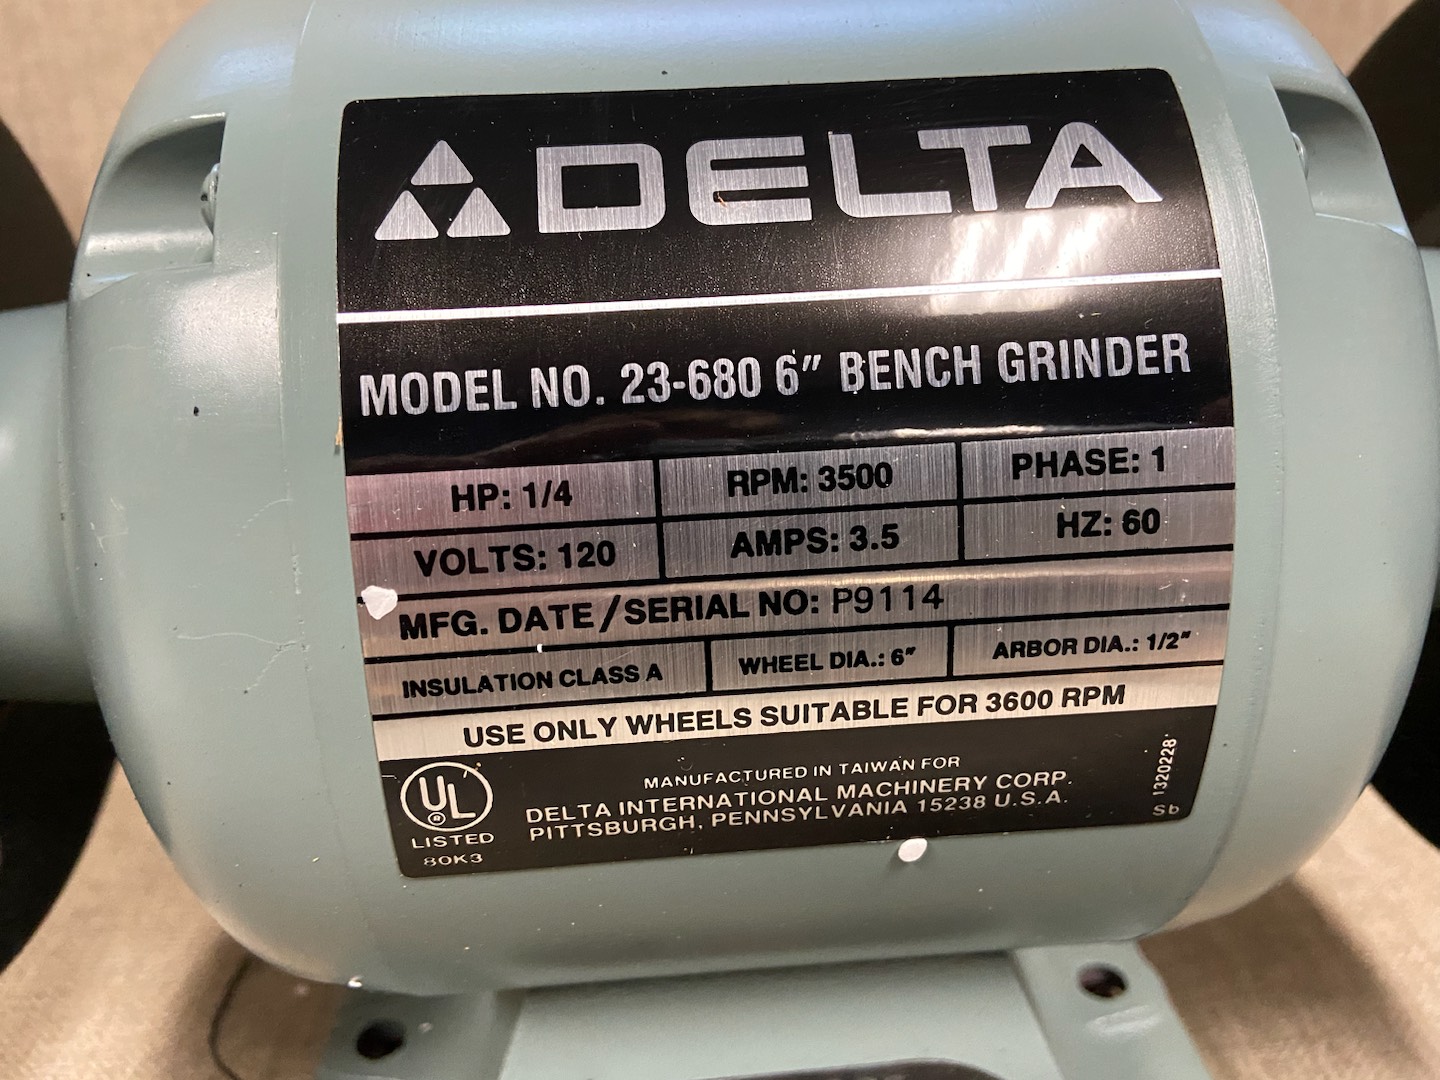 DELTA
MODEL NO. 23-680 6" BENCH GRINDER
HP: 1/4 RPM: 3500 PHASE: 1
VOLTS: 120 AMPS: 3.5 HZ: 60
MFG. DATE/SERIAL NO: P9114
INSULATION CLASS A WHEEL DIA.: 6" ARBOR DIA.: 1/2"
USE ONLY WHEELS SUITABLE FOR 3600 RPM
UL ®
LISTED
80K3
MANUFACTURED IN TAIWAN FOR
DELTA INTERNATIONAL MACHINERY CORP.
PITTSBURGH, PENNSYLVANIA 15238 U.S.A.
1320228
Sb